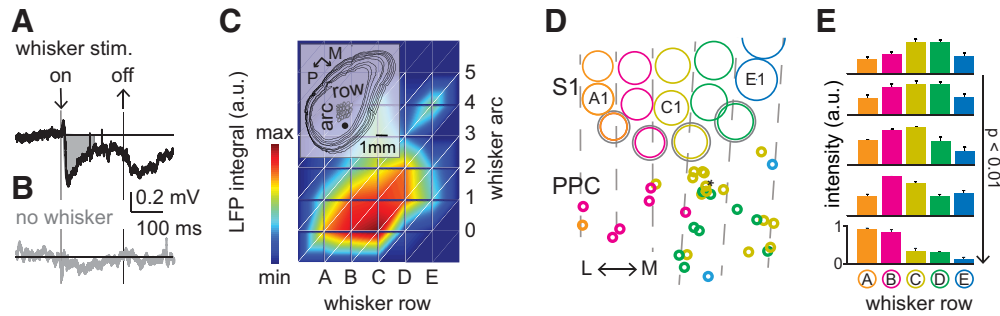 A
whisker stim.
on
off
0.2 mV
100 ms
B
no whisker
C
LFP integral (a.u.)
max
min
M
P
arc
row
1mm
5
4
3
2
1
0
whisker arc
A B C D E
whisker row
D
S1
A1
C1
E1
PPC
*
L M
E
intensity (a.u.)
p < 0.01
1
0
A B C D E
whisker row